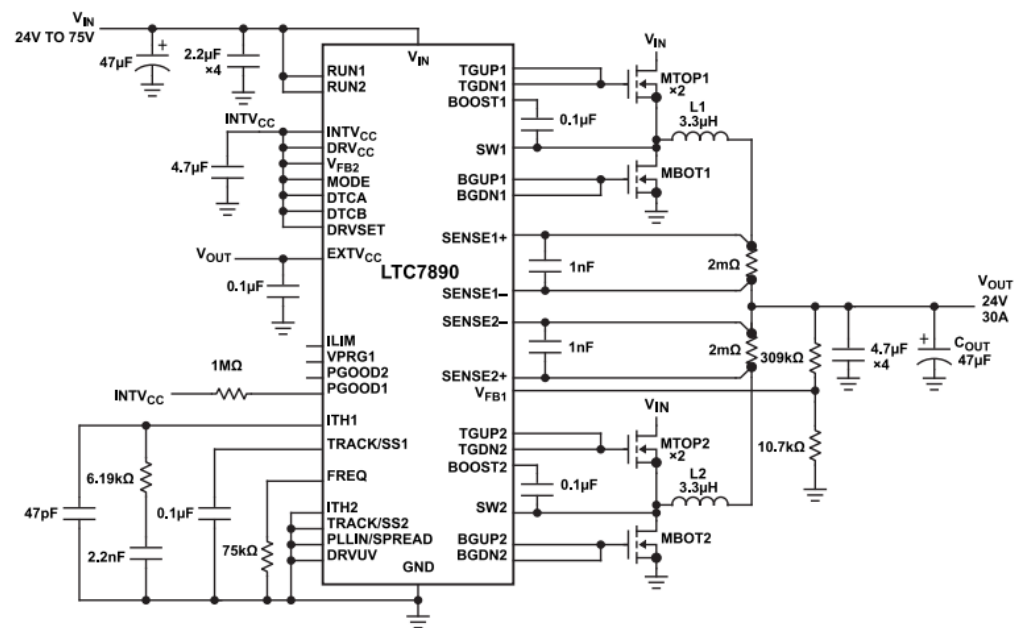 VIN
24V TO 75V
47µF
+
2.2µF
×4
VIN
RUN1
RUN2
INTVCC
4.7µF
INTVCC
DRVCC
VFB2
MODE
DTCA
DTCB
DRVSET
VOUT
EXTVCC
0.1µF
LTC7890
ILIM
VPRG1
PGOOD2
PGOOD1
1MΩ
INTVCC
ITH1
TRACK/SS1
FREQ
ITH2
TRACK/SS2
PLLIN/SPREAD
DRVUV
GND
6.19kΩ
47pF
2.2nF
0.1µF
75kΩ
TGUP1
TGDN1
BOOST1
SW1
BGUP1
BGDN1
SENSE1+
SENSE1–
SENSE2–
SENSE2+
VFB1
TGUP2
TGDN2
BOOST2
SW2
BGUP2
BGDN2
VIN
MTOP1
×2
0.1µF
L1
3.3µH
MBOT1
1nF
2mΩ
1nF
2mΩ
309kΩ
4.7µF
×4
+
COUT
47µF
VOUT
24V
30A
10.7kΩ
VIN
MTOP2
×2
0.1µF
L2
3.3µH
MBOT2